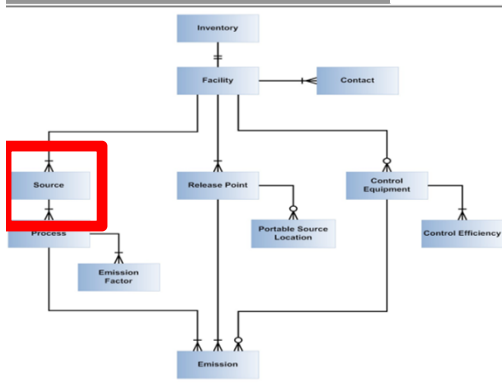 Inventory
Facility
Contact
Source
Release Point
Control
Equipment
Process
Portable Source
Location
Control Efficiency
Emission
Factor
Emission